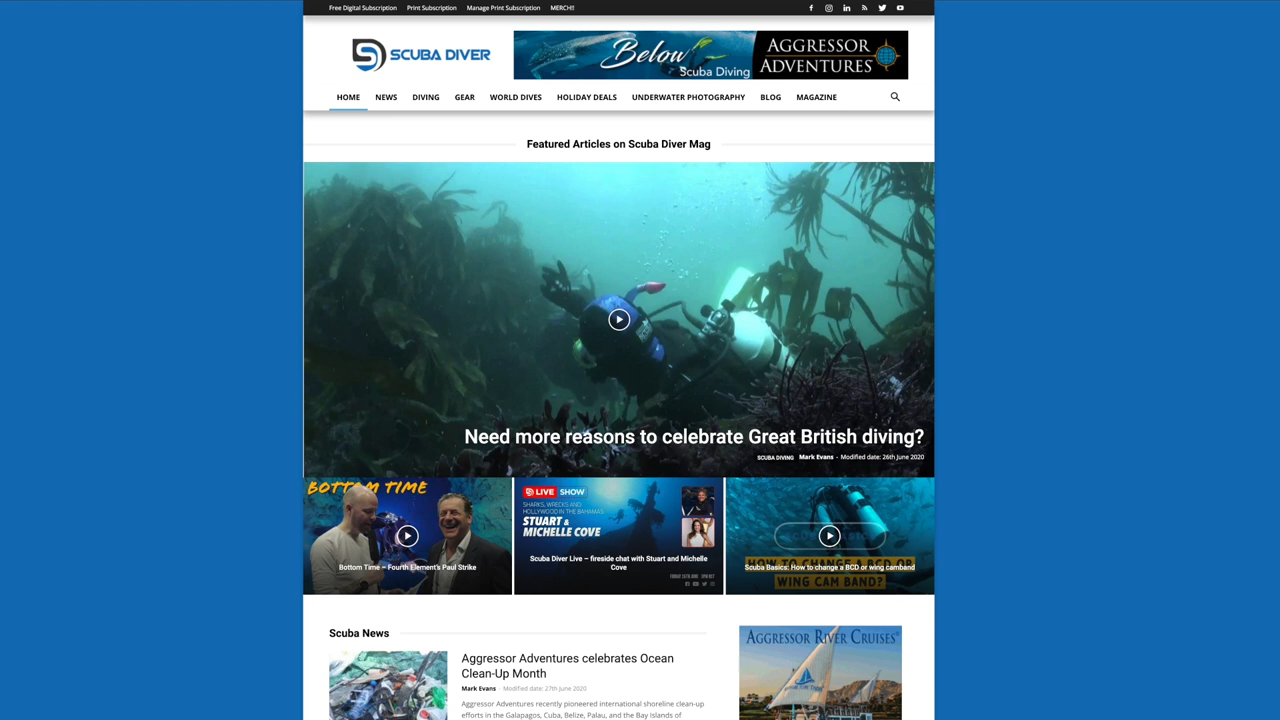 Free Digital Subscription Print Subscription Manage Print Subscription MERCH!!
SCUBA DIVER
Below
Scuba Diving
AGGRESSOR
ADVENTURES
HOME NEWS DIVING GEAR WORLD DIVES HOLIDAY DEALS UNDERWATER PHOTOGRAPHY BLOG MAGAZINE
Featured Articles on Scuba Diver Mag
Need more reasons to celebrate Great British diving?
SCUBA DIVING Mark Evans - Modified date: 26th June 2020
BOTTOM TIME
Bottom Time – Fourth Element's Paul Strike
LIVE SHOW
SHARKS, WRECKS AND
HOLLYWOOD IN THE BAHAMAS
STUART &
MICHELLE COVE
Scuba Diver Live – fireside chat with Stuart and Michelle
Cove
HOW TO CHANGE A BCD OR
Scuba Basics: How to change a BCD or wing camband
WING CAM BAND?
Scuba News
Aggressor Adventures celebrates Ocean
Clean-Up Month
Mark Evans - Modified date: 27th June 2020
Aggressor Adventures recently pioneered international shoreline clean-up
efforts in the Galapagos, Cuba, Belize, Palau, and the Bay Islands of
AGGRESSOR RIVER CRUISES®